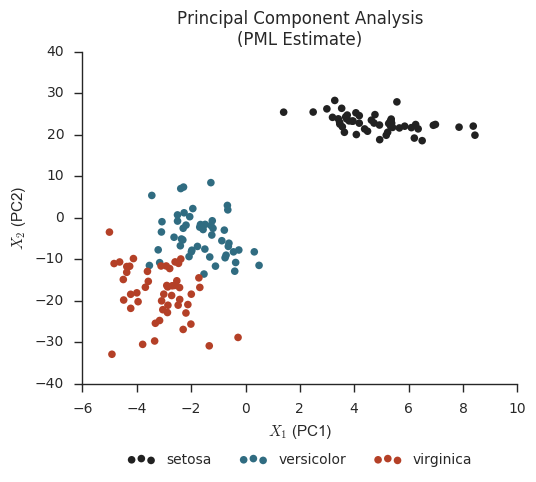 Principal Component Analysis
(PML Estimate)
40
30
20
10
0
−10
−20
−30
−40
X₂ (PC2)
−6 −4 −2 0 2 4 6 8 10
X₁ (PC1)
setosa versicolor virginica